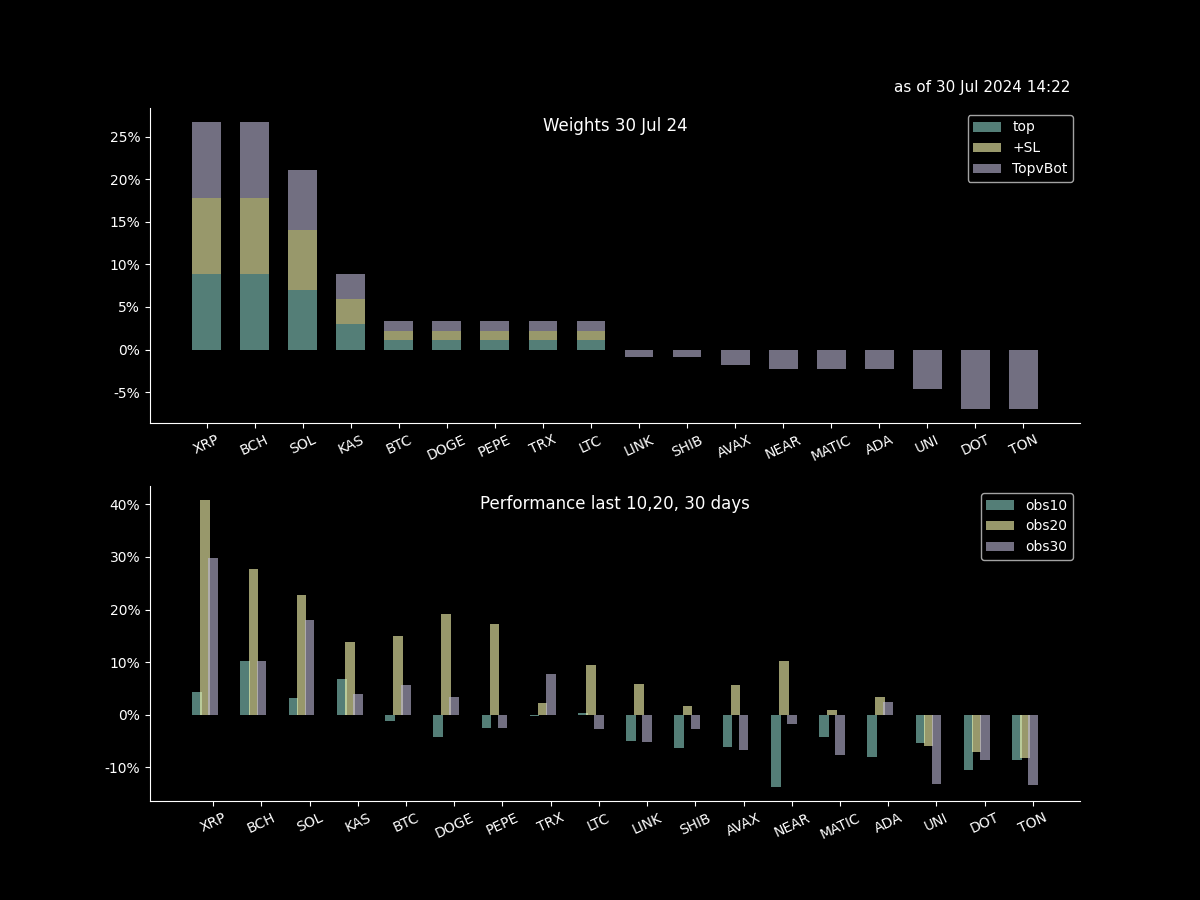 as of 30 Jul 2024 14:22
Weights 30 Jul 24
top
+SL
TopvBot
25%
20%
15%
10%
5%
0%
-5%
XRP BCH SOL KAS BTC DOGE PEPE TRX LTC LINK SHIB AVAX NEAR MATIC ADA UNI DOT TON
Performance last 10,20, 30 days
obs10
obs20
obs30
40%
30%
20%
10%
0%
-10%
XRP BCH SOL KAS BTC DOGE PEPE TRX LTC LINK SHIB AVAX NEAR MATIC ADA UNI DOT TON